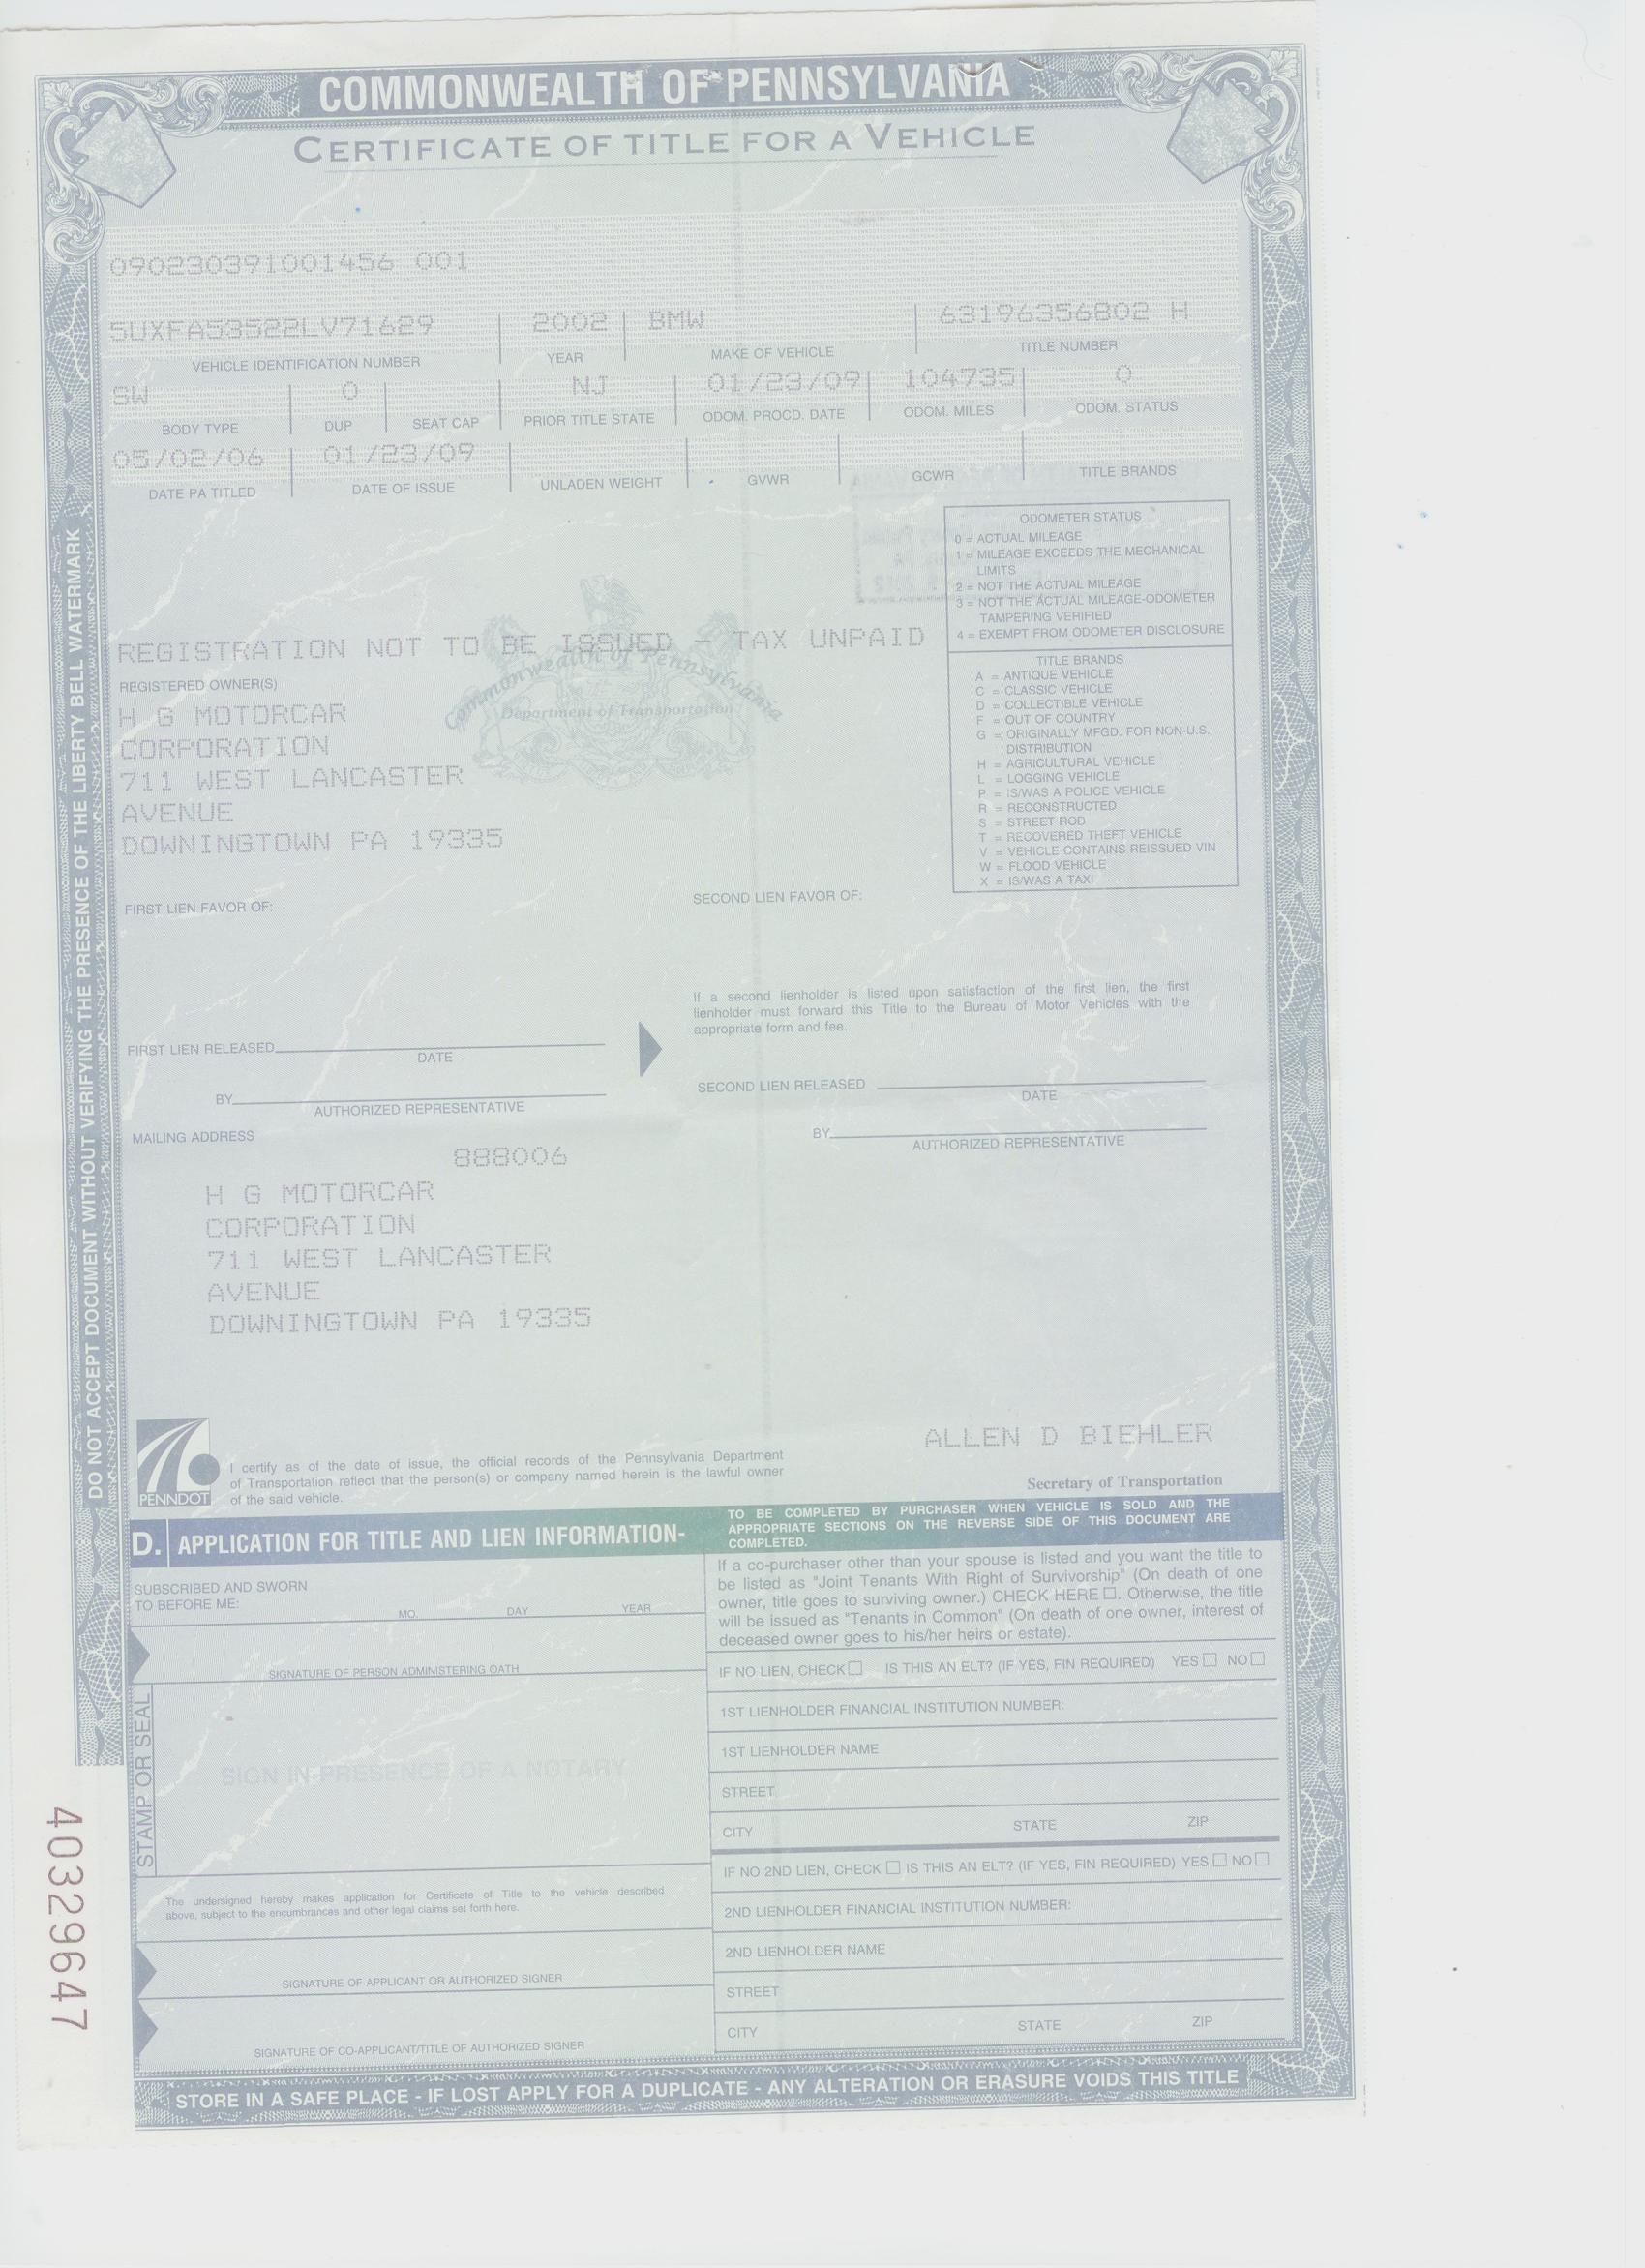 COMMONWEALTH OF PENNSYLVANIA
CERTIFICATE OF TITLE FOR A VEHICLE
090230391001456 001
5UXFA53522LV71629 2002 BMW 63196356802 H
VEHICLE IDENTIFICATION NUMBER YEAR MAKE OF VEHICLE TITLE NUMBER
SW 0 NJ 01/23/09 104735 0
BODY TYPE DUP SEAT CAP PRIOR TITLE STATE ODOM. PROCD. DATE ODOM. MILES ODOM. STATUS
05/02/06 01/23/09
DATE PA TITLED DATE OF ISSUE UNLADEN WEIGHT GVWR GCWR TITLE BRANDS
ODOMETER STATUS
0 = ACTUAL MILEAGE
1 = MILEAGE EXCEEDS THE MECHANICAL
LIMITS
2 = NOT THE ACTUAL MILEAGE
3 = NOT THE ACTUAL MILEAGE-ODOMETER
TAMPERING VERIFIED
4 = EXEMPT FROM ODOMETER DISCLOSURE
TITLE BRANDS
A = ANTIQUE VEHICLE
C = CLASSIC VEHICLE
D = COLLECTIBLE VEHICLE
F = OUT OF COUNTRY
G = ORIGINALLY MFGD. FOR NON-U.S.
DISTRIBUTION
H = AGRICULTURAL VEHICLE
L = LOGGING VEHICLE
P = IS/WAS A POLICE VEHICLE
R = RECONSTRUCTED
S = STREET ROD
T = RECOVERED THEFT VEHICLE
V = VEHICLE CONTAINS REISSUED VIN
W = FLOOD VEHICLE
X = IS/WAS A TAXI
REGISTRATION NOT TO BE ISSUED - TAX UNPAID
Commonwealth of Pennsylvania
Department of Transportation
REGISTERED OWNER(S)
H G MOTORCAR
CORPORATION
711 WEST LANCASTER
AVENUE
DOWNINGTOWN PA 19335
FIRST LIEN FAVOR OF:
SECOND LIEN FAVOR OF:
If a second lienholder is listed upon satisfaction of the first lien, the first
lienholder must forward this Title to the Bureau of Motor Vehicles with the
appropriate form and fee.
FIRST LIEN RELEASED
DATE
BY
AUTHORIZED REPRESENTATIVE
SECOND LIEN RELEASED
DATE
BY
AUTHORIZED REPRESENTATIVE
MAILING ADDRESS
888006
H G MOTORCAR
CORPORATION
711 WEST LANCASTER
AVENUE
DOWNINGTOWN PA 19335
ALLEN D BIEHLER
Secretary of Transportation
PENNDOT
I certify as of the date of issue, the official records of the Pennsylvania Department
of Transportation reflect that the person(s) or company named herein is the lawful owner
of the said vehicle.
D. APPLICATION FOR TITLE AND LIEN INFORMATION-
TO BE COMPLETED BY PURCHASER WHEN VEHICLE IS SOLD AND THE
APPROPRIATE SECTIONS ON THE REVERSE SIDE OF THIS DOCUMENT ARE
COMPLETED.
SUBSCRIBED AND SWORN
TO BEFORE ME:
MO. DAY YEAR
SIGNATURE OF PERSON ADMINISTERING OATH
STAMP OR SEAL
SIGN IN PRESENCE OF A NOTARY
The undersigned hereby makes application for Certificate of Title to the vehicle described
above, subject to the encumbrances and other legal claims set forth here.
SIGNATURE OF APPLICANT OR AUTHORIZED SIGNER
SIGNATURE OF CO-APPLICANT/TITLE OF AUTHORIZED SIGNER
If a co-purchaser other than your spouse is listed and you want the title to
be listed as "Joint Tenants With Right of Survivorship" (On death of one
owner, title goes to surviving owner.) CHECK HERE ☐. Otherwise, the title
will be issued as "Tenants in Common" (On death of one owner, interest of
deceased owner goes to his/her heirs or estate).
IF NO LIEN, CHECK ☐ IS THIS AN ELT? (IF YES, FIN REQUIRED) YES ☐ NO ☐
1ST LIENHOLDER FINANCIAL INSTITUTION NUMBER:
1ST LIENHOLDER NAME
STREET
CITY STATE ZIP
IF NO 2ND LIEN, CHECK ☐ IS THIS AN ELT? (IF YES, FIN REQUIRED) YES ☐ NO ☐
2ND LIENHOLDER FINANCIAL INSTITUTION NUMBER:
2ND LIENHOLDER NAME
STREET
CITY STATE ZIP
STORE IN A SAFE PLACE - IF LOST APPLY FOR A DUPLICATE - ANY ALTERATION OR ERASURE VOIDS THIS TITLE
DO NOT ACCEPT DOCUMENT WITHOUT VERIFYING THE PRESENCE OF THE LIBERTY BELL WATERMARK
40329647